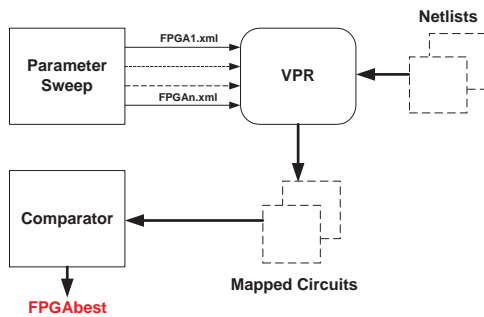 Netlists
FPGA1.xml
Parameter
Sweep
VPR
FPGAn.xml
Comparator
Mapped Circuits
FPGAbest